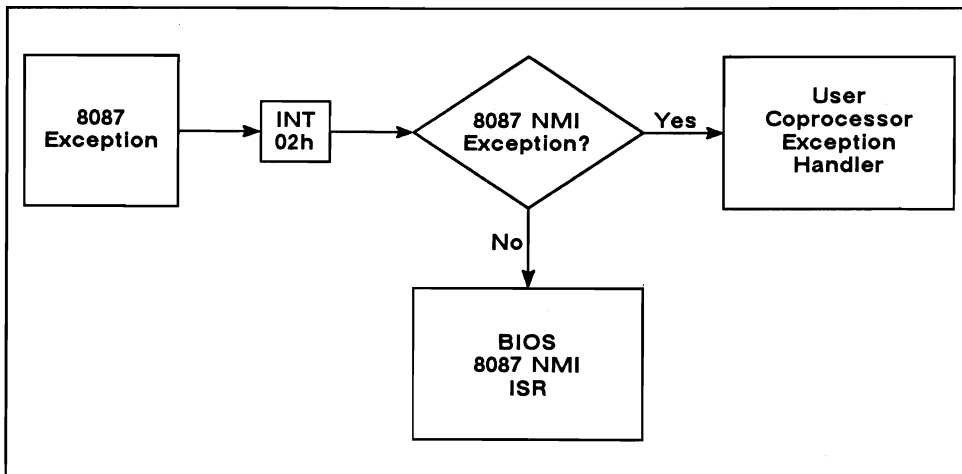 8087
Exception
INT
02h
8087 NMI
Exception?
Yes
User
Coprocessor
Exception
Handler
No
BIOS
8087 NMI
ISR